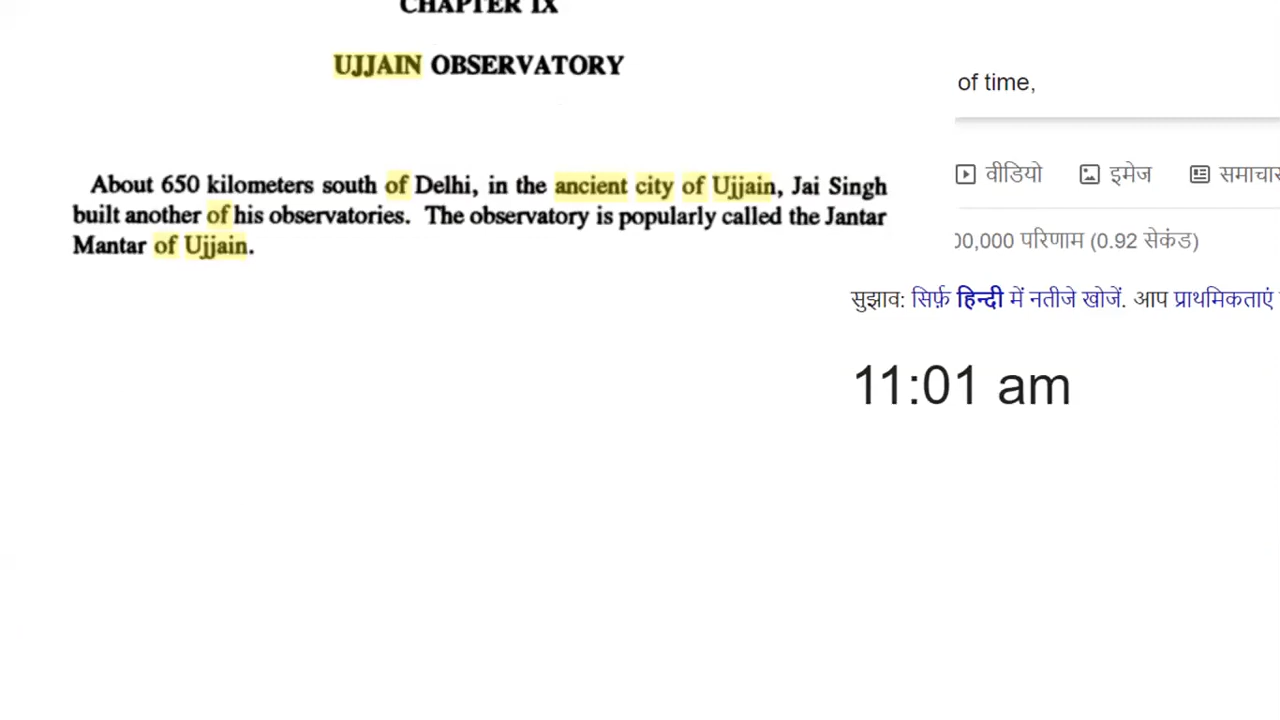 CHAPTER IX
UJJAIN OBSERVATORY
About 650 kilometers south of Delhi, in the ancient city of Ujjain, Jai Singh
built another of his observatories. The observatory is popularly called the Jantar
Mantar of Ujjain.
of time,
वीडियो इमेज समाचार
00,000 परिणाम (0.92 सेकंड)
सुझाव: सिर्फ़ हिन्दी में नतीजे खोजें. आप प्राथमिकताएं
11:01 am